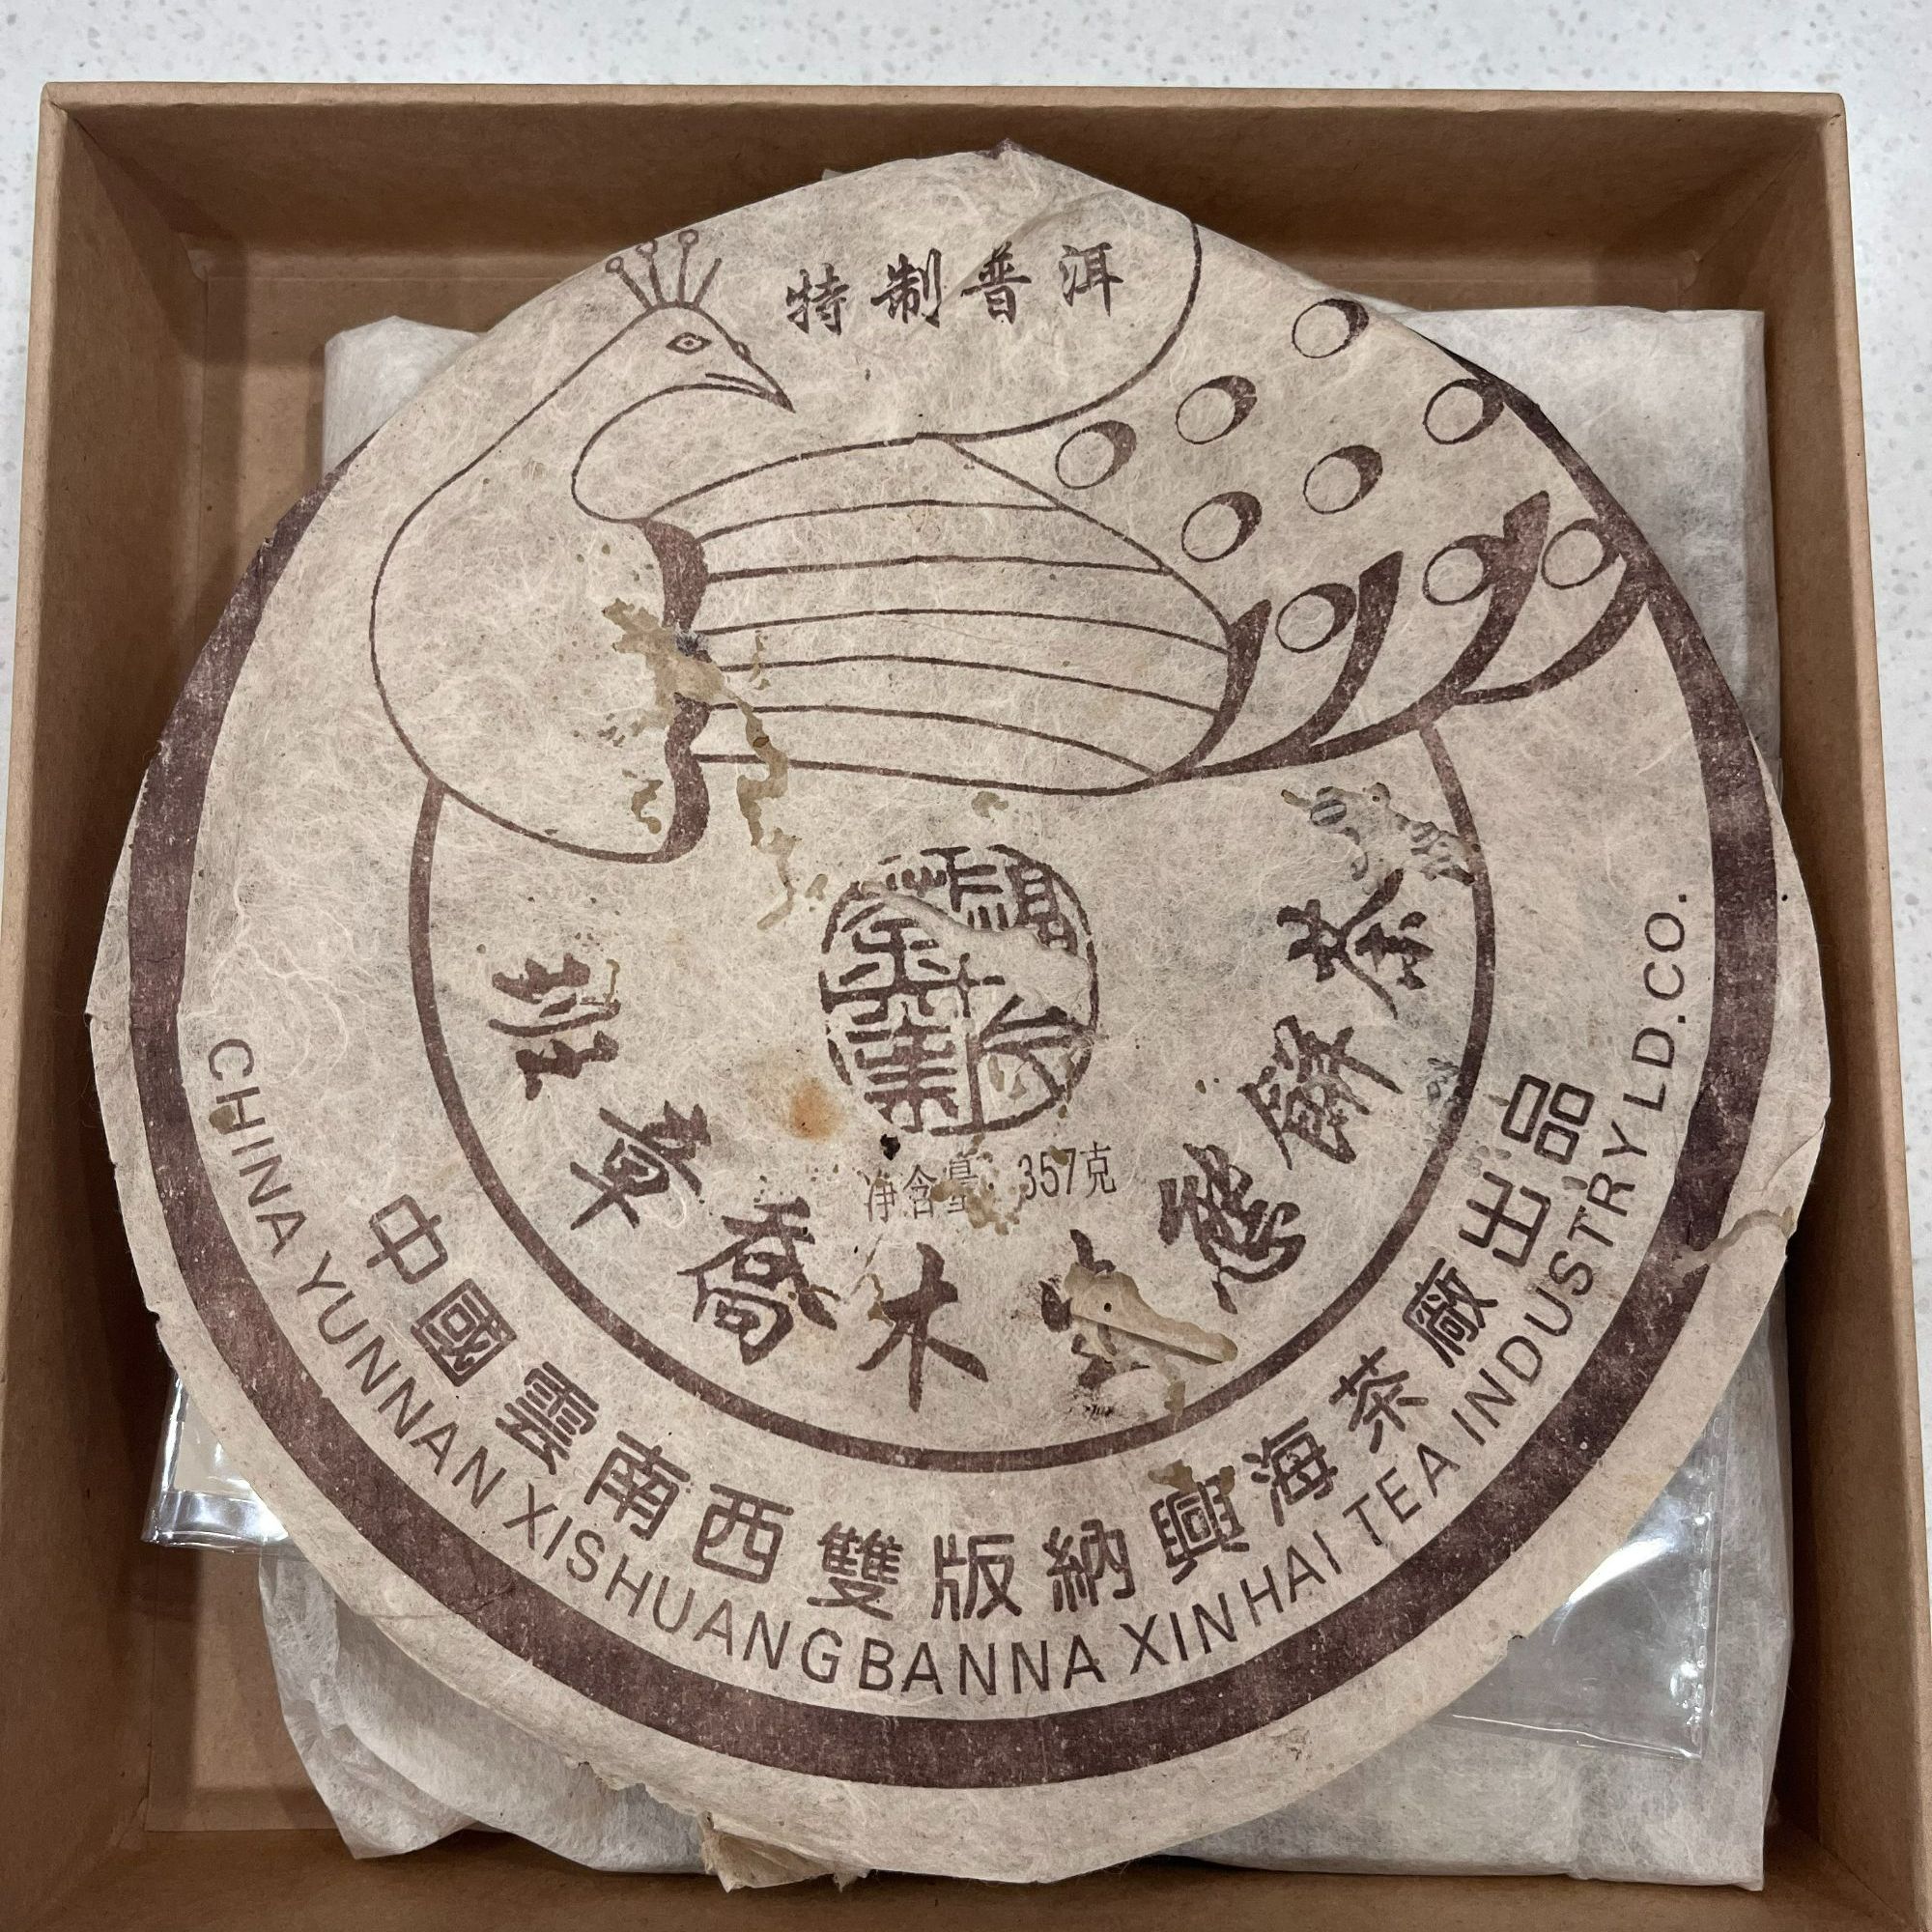 特制普洱
班章喬木生態餅茶
净含量：357克
中國雲南西雙版納興海茶廠出品
CHINA YUNNAN XISHUANGBANNA XINHAI TEA INDUSTRY LD.CO.